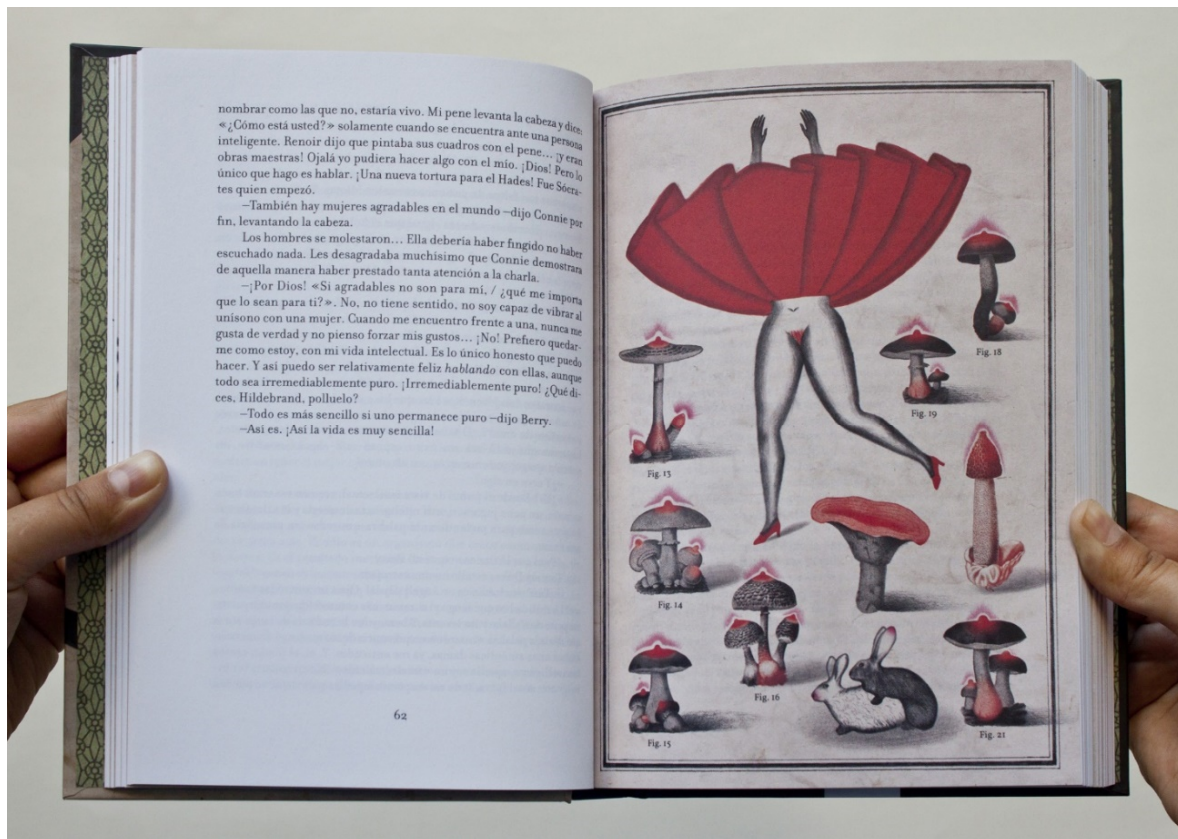 nombrar como las que no, estaría vivo. Mi pene levanta la cabeza y dice:
«¿Cómo está usted?» solamente cuando se encuentra ante una persona
inteligente. Renoir dijo que pintaba sus cuadros con el pene... ¡y eran
obras maestras! Ojalá yo pudiera hacer algo con el mío. ¡Dios! Pero lo
único que hago es hablar. ¡Una nueva tortura para el Hades! Fue Sócra-
tes quien empezó.
—También hay mujeres agradables en el mundo —dijo Connie por
fin, levantando la cabeza.
Los hombres se molestaron... Ella debería haber fingido no haber
escuchado nada. Les desagradaba muchísimo que Connie demostrara
de aquella manera haber prestado tanta atención a la charla.
—¡Por Dios! «Si agradables no son para mí, / ¿qué me importa
que lo sean para ti?». No, no tiene sentido, no soy capaz de vibrar al
unísono con una mujer. Cuando me encuentro frente a una, nunca me
gusta de verdad y no pienso forzar mis gustos... ¡No! Prefiero quedar-
me como estoy, con mi vida intelectual. Es lo único honesto que puedo
hacer. Y así puedo ser relativamente feliz hablando con ellas, aunque
todo sea irremediablemente puro. ¡Irremediablemente puro! ¿Qué di-
ces, Hildebrand, polluelo?
—Todo es más sencillo si uno permanece puro —dijo Berry.
—Así es. ¡Así la vida es muy sencilla!
62
Fig. 18
Fig. 19
Fig. 13
Fig. 14
Fig. 16
Fig. 15
Fig. 21